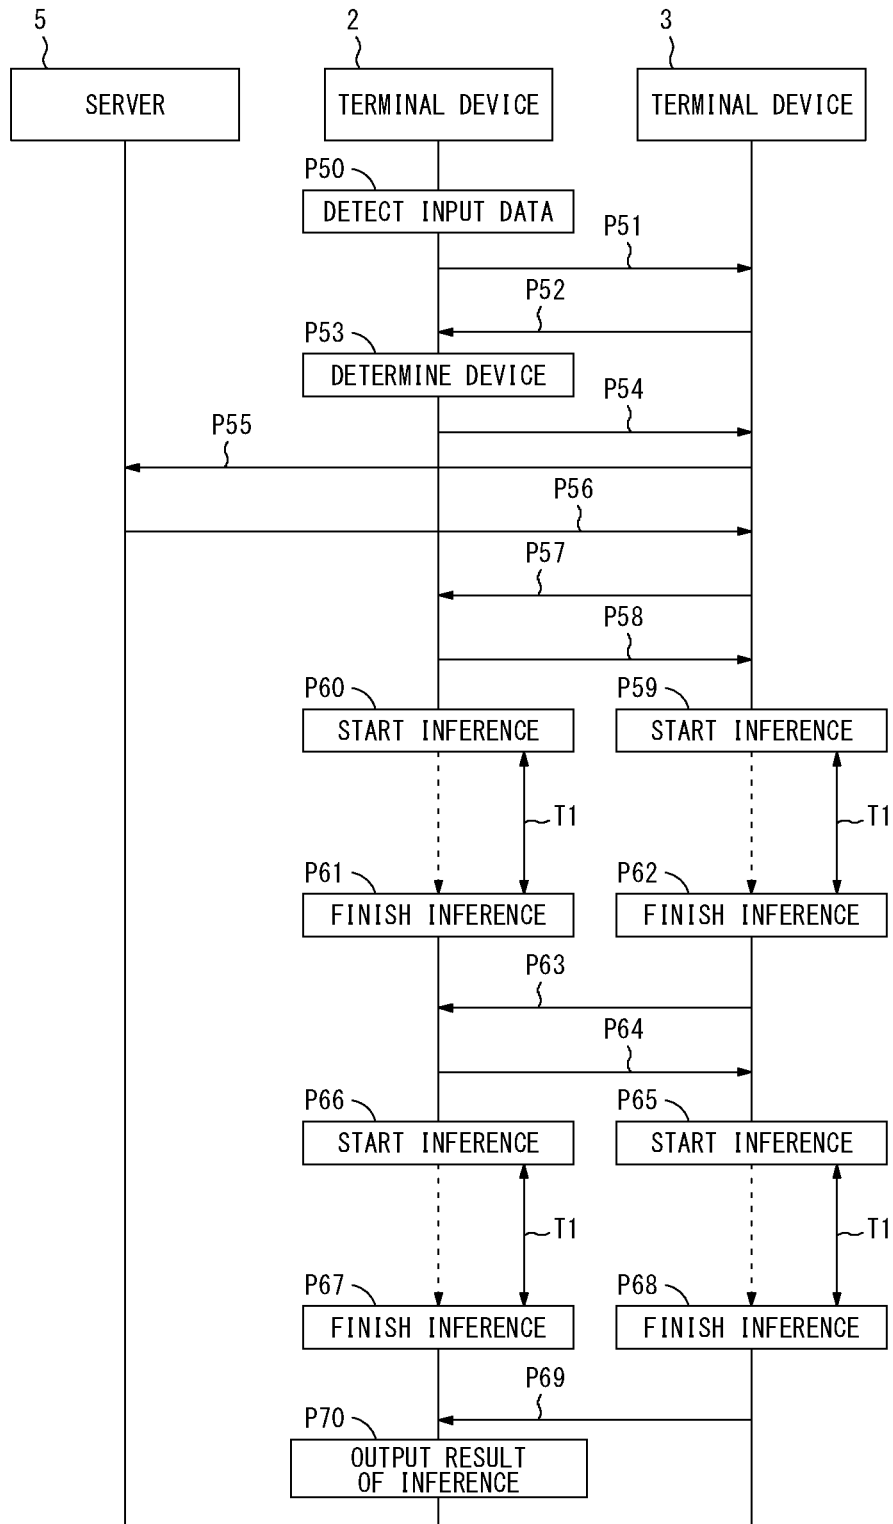 5
2
3
SERVER
TERMINAL DEVICE
TERMINAL DEVICE
P50
DETECT INPUT DATA
P51
P52
P53
DETERMINE DEVICE
P54
P55
P56
P57
P58
P60
P59
START INFERENCE
START INFERENCE
T1
T1
P61
P62
FINISH INFERENCE
FINISH INFERENCE
P63
P64
P66
P65
START INFERENCE
START INFERENCE
T1
T1
P67
P68
FINISH INFERENCE
FINISH INFERENCE
P69
P70
OUTPUT RESULT
OF INFERENCE